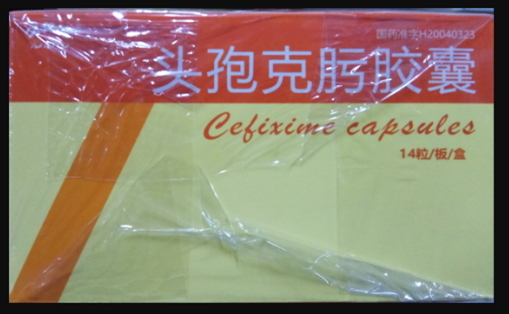 国药准字H20040323
头孢克肟胶囊
Cefixime capsules
14粒/板/盒